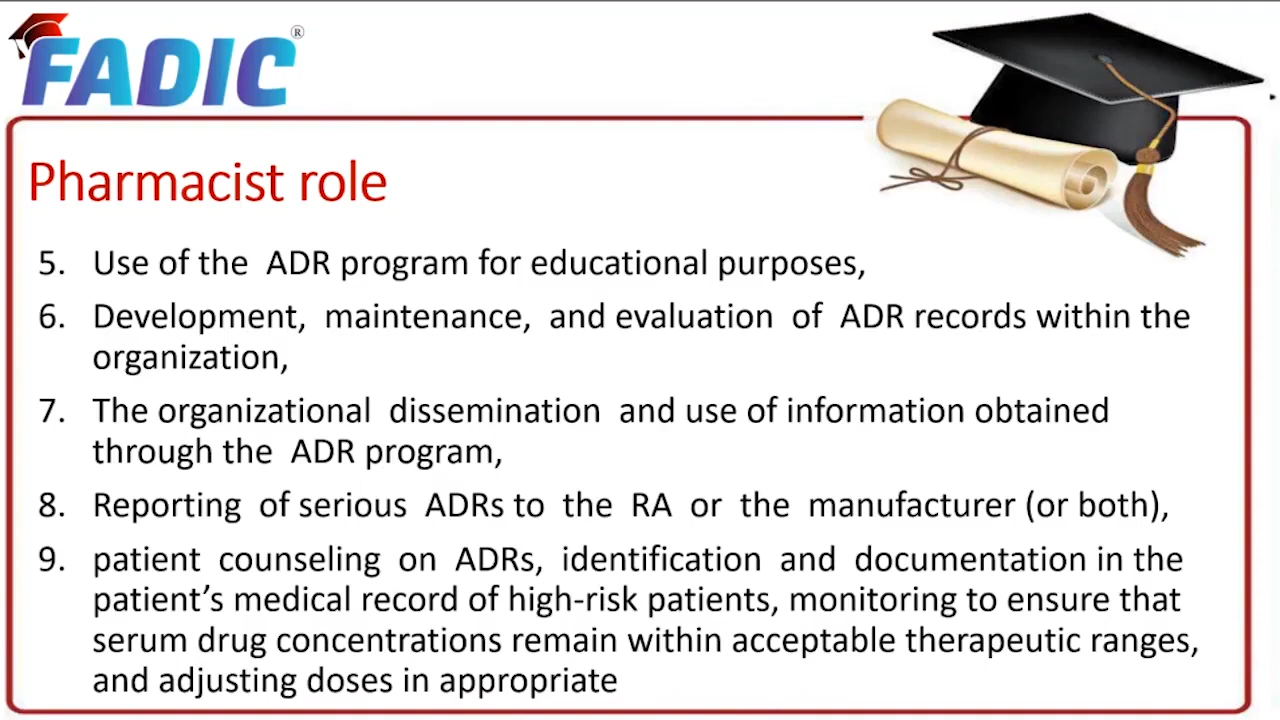 FADIC®
Pharmacist role
5. Use of the ADR program for educational purposes,
6. Development, maintenance, and evaluation of ADR records within the
organization,
7. The organizational dissemination and use of information obtained
through the ADR program,
8. Reporting of serious ADRs to the RA or the manufacturer (or both),
9. patient counseling on ADRs, identification and documentation in the
patient’s medical record of high-risk patients, monitoring to ensure that
serum drug concentrations remain within acceptable therapeutic ranges,
and adjusting doses in appropriate